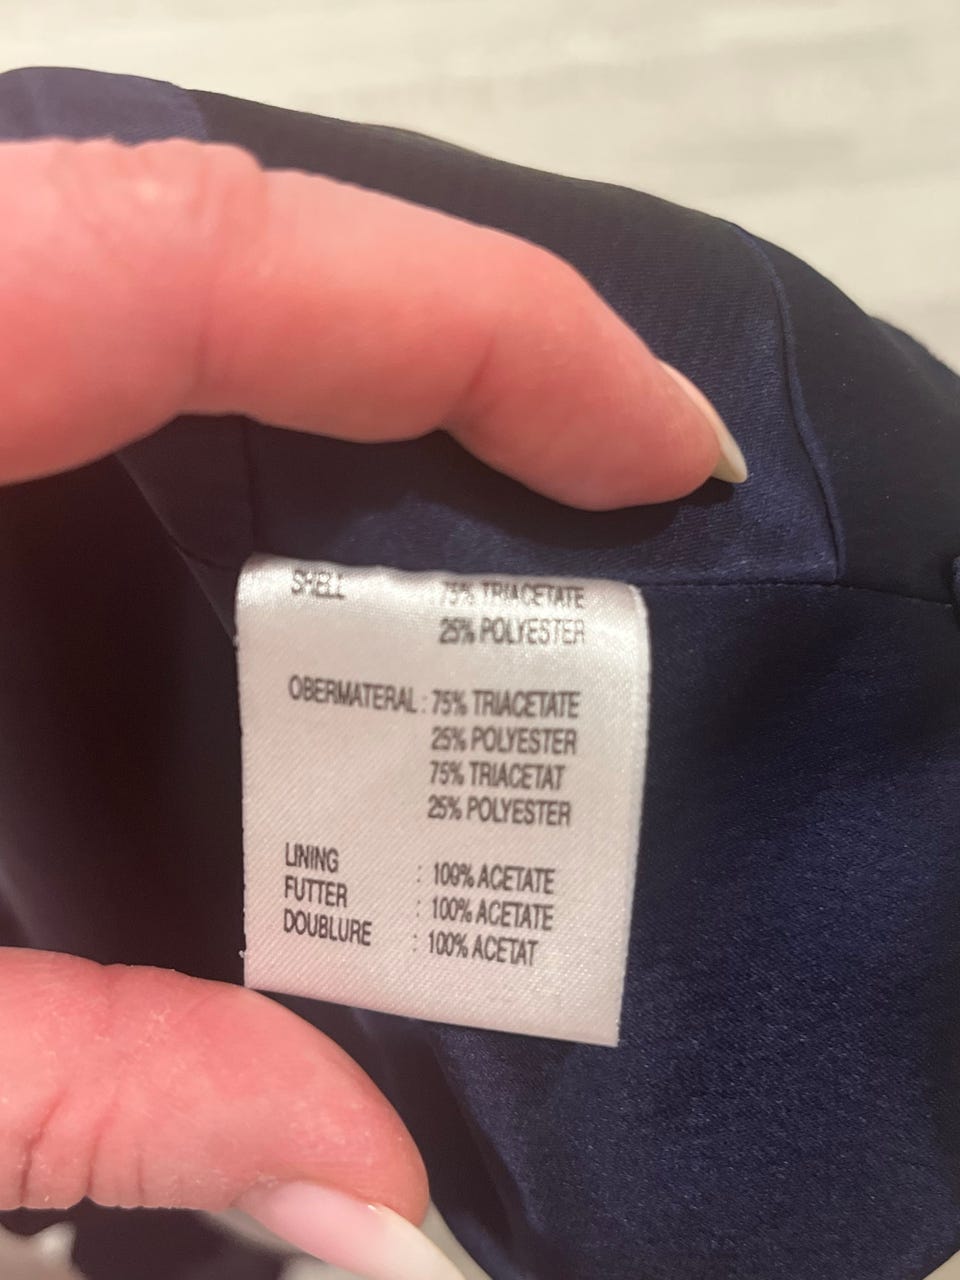 SHELL 75% TRIACETATE
25% POLYESTER
OBERMATERAL : 75% TRIACETATE
25% POLYESTER
75% TRIACETAT
25% POLYESTER
LINING : 100% ACETATE
FUTTER : 100% ACETATE
DOUBLURE : 100% ACETAT